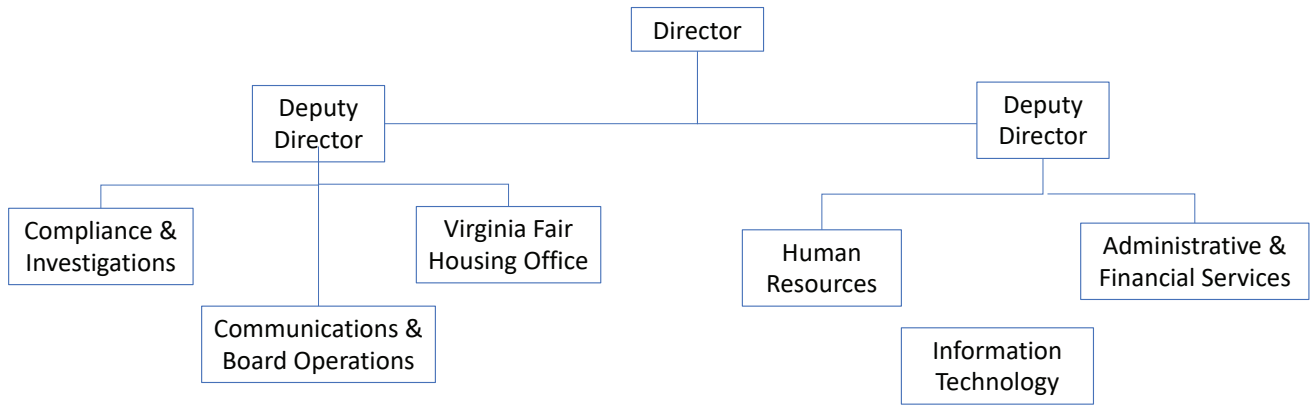 Director
Deputy
Director
Deputy
Director
Compliance &
Investigations
Virginia Fair
Housing Office
Communications &
Board Operations
Human
Resources
Administrative &
Financial Services
Information
Technology